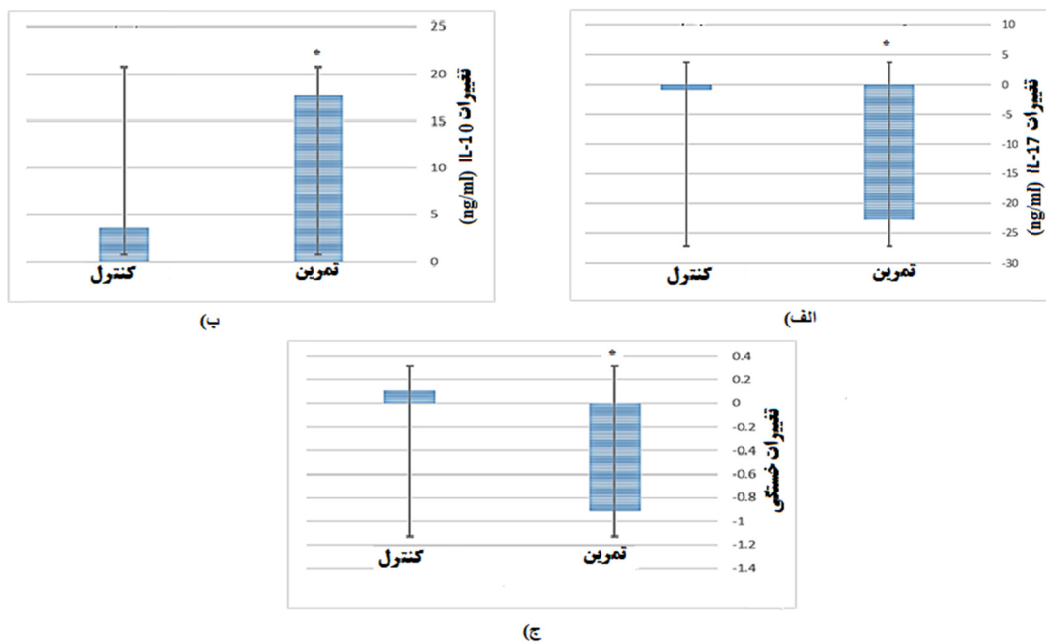 10
5
0
-5
-10
-15
-20
-25
-30
تغییرات IL-17
(ng/ml)
*
تمرین
کنترل
الف)
25
20
15
10
5
0
تغییرات IL-10
(ng/ml)
*
تمرین
کنترل
ب)
0.4
0.2
0
-0.2
-0.4
-0.6
-0.8
-1
-1.2
-1.4
تغییرات خستگی
*
تمرین
کنترل
ج)